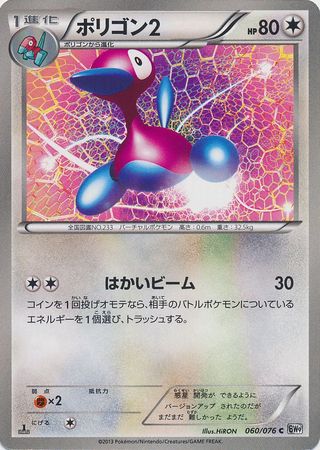 1進化 ポリゴン2 HP80
ポリゴンから進化
全国図鑑NO.233 バーチャルポケモン 高さ:0.6m 重さ:32.5kg
はかいビーム 30
コインを1回投げオモテなら、相手のバトルポケモンについている
エネルギーを1個選び、トラッシュする。
弱点 抵抗力
×2
にげる
惑星開発ができるように
バージョンアップされたのだが
まだまだ難しいようだ。
Illus.HiRON 060/076 C
©2013 Pokémon/Nintendo/Creatures/GAME FREAK.